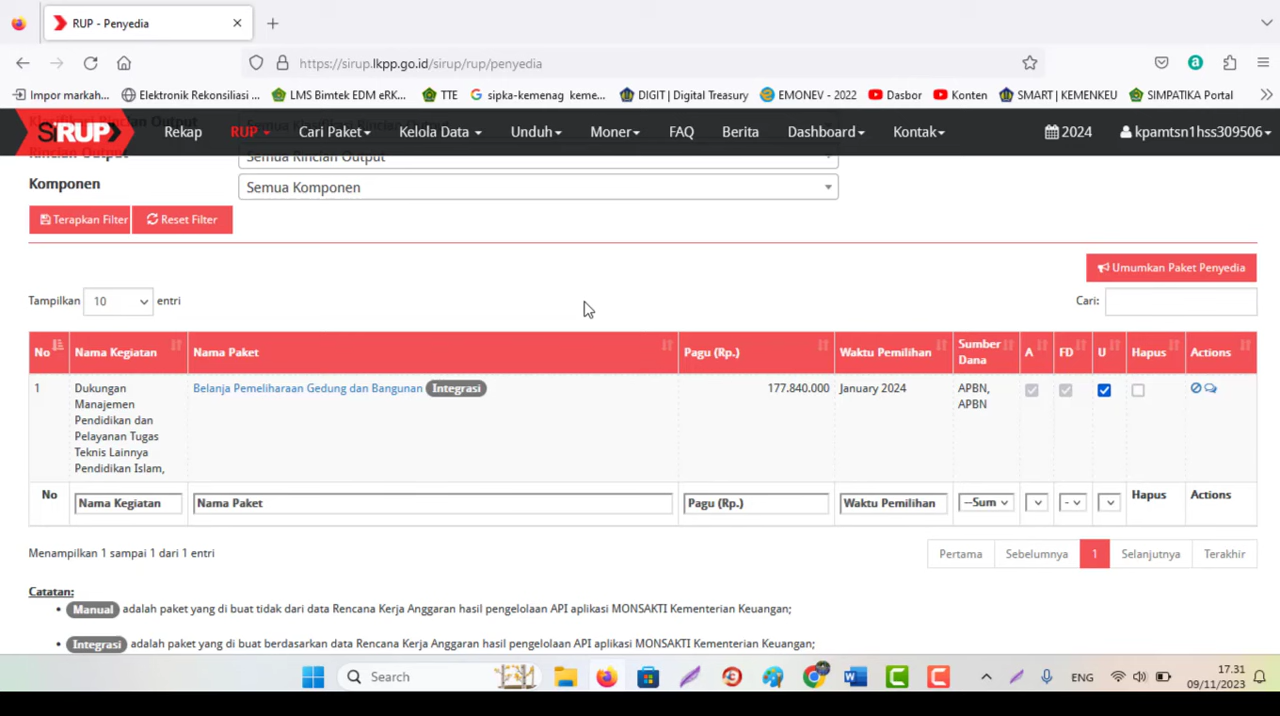 RUP - Penyedia
https://sirup.lkpp.go.id/sirup/rup/penyedia
Impor markah... Elektronik Rekonsiliasi ... LMS Bimtek EDM eRK... TTE sipka-kemenag keme... DIGIT | Digital Treasury EMONEV - 2022 Dasbor Konten SMART | KEMENKEU SIMPATIKA Portal
SiRUP Rekap RUP Cari Paket Kelola Data Unduh Moner FAQ Berita Dashboard Kontak 2024 kpamtsn1hss309506
Rincian Output Semua Rincian Output
Komponen Semua Komponen
Terapkan Filter Reset Filter
Umumkan Paket Penyedia
Tampilkan 10 entri Cari:
No Nama Kegiatan Nama Paket Pagu (Rp.) Waktu Pemilihan Sumber Dana A FD U Hapus Actions
1 Dukungan Manajemen Pendidikan dan Pelayanan Tugas Teknis Lainnya Pendidikan Islam, Belanja Pemeliharaan Gedung dan Bangunan Integrasi 177.840.000 January 2024 APBN, APBN
No Nama Kegiatan Nama Paket Pagu (Rp.) Waktu Pemilihan --Sum - Hapus Actions
Menampilkan 1 sampai 1 dari 1 entri Pertama Sebelumnya 1 Selanjutnya Terakhir
Catatan:
• Manual adalah paket yang di buat tidak dari data Rencana Kerja Anggaran hasil pengelolaan API aplikasi MONSAKTI Kementerian Keuangan;
• Integrasi adalah paket yang di buat berdasarkan data Rencana Kerja Anggaran hasil pengelolaan API aplikasi MONSAKTI Kementerian Keuangan;
Search ENG 17.31
09/11/2023